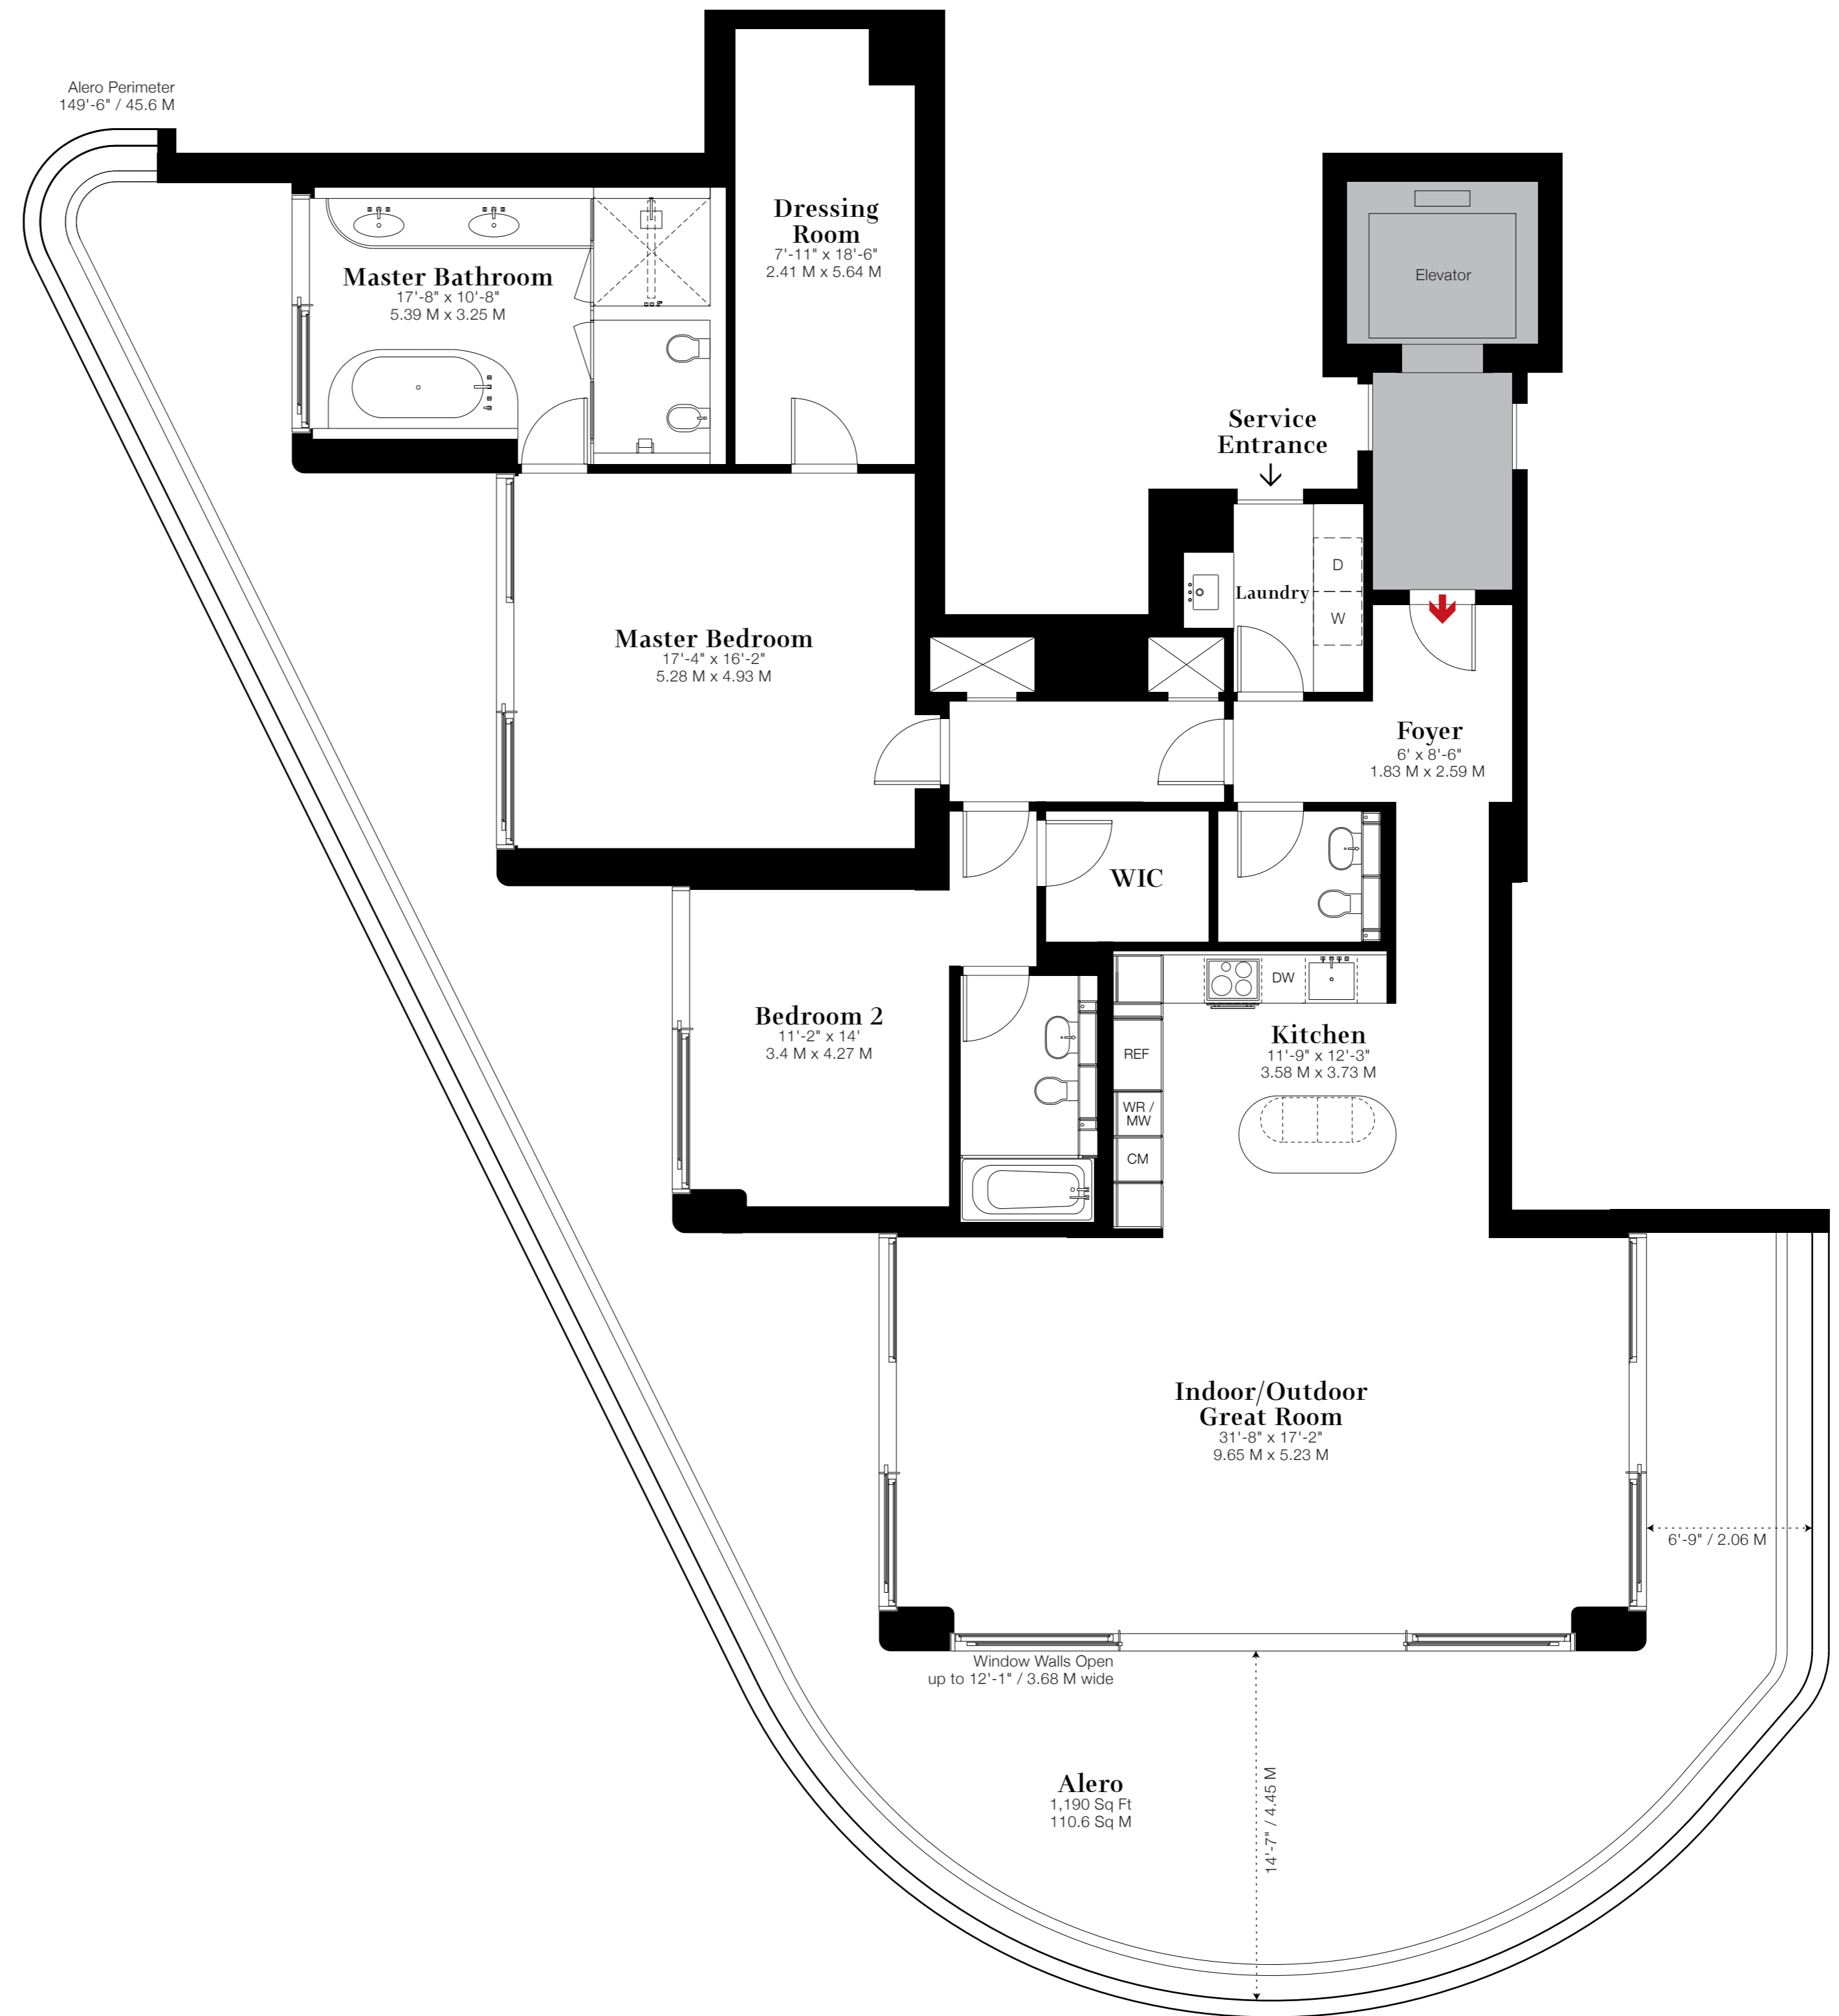 Alero Perimeter
149'-6" / 45.6 M
Dressing
Room
7'-11" x 18'-6"
2.41 M x 5.64 M
Master Bathroom
17'-8" x 10'-8"
5.39 M x 3.25 M
Elevator
Service
Entrance
Laundry
D
W
Master Bedroom
17'-4" x 16'-2"
5.28 M x 4.93 M
Foyer
6' x 8'-6"
1.83 M x 2.59 M
WIC
Bedroom 2
11'-2" x 14'
3.4 M x 4.27 M
DW
Kitchen
11'-9" x 12'-3"
3.58 M x 3.73 M
REF
WR /
MW
CM
Indoor/Outdoor
Great Room
31'-8" x 17'-2"
9.65 M x 5.23 M
6'-9" / 2.06 M
Window Walls Open
up to 12'-1" / 3.68 M wide
Alero
1,190 Sq Ft
110.6 Sq M
14'-7" / 4.45 M